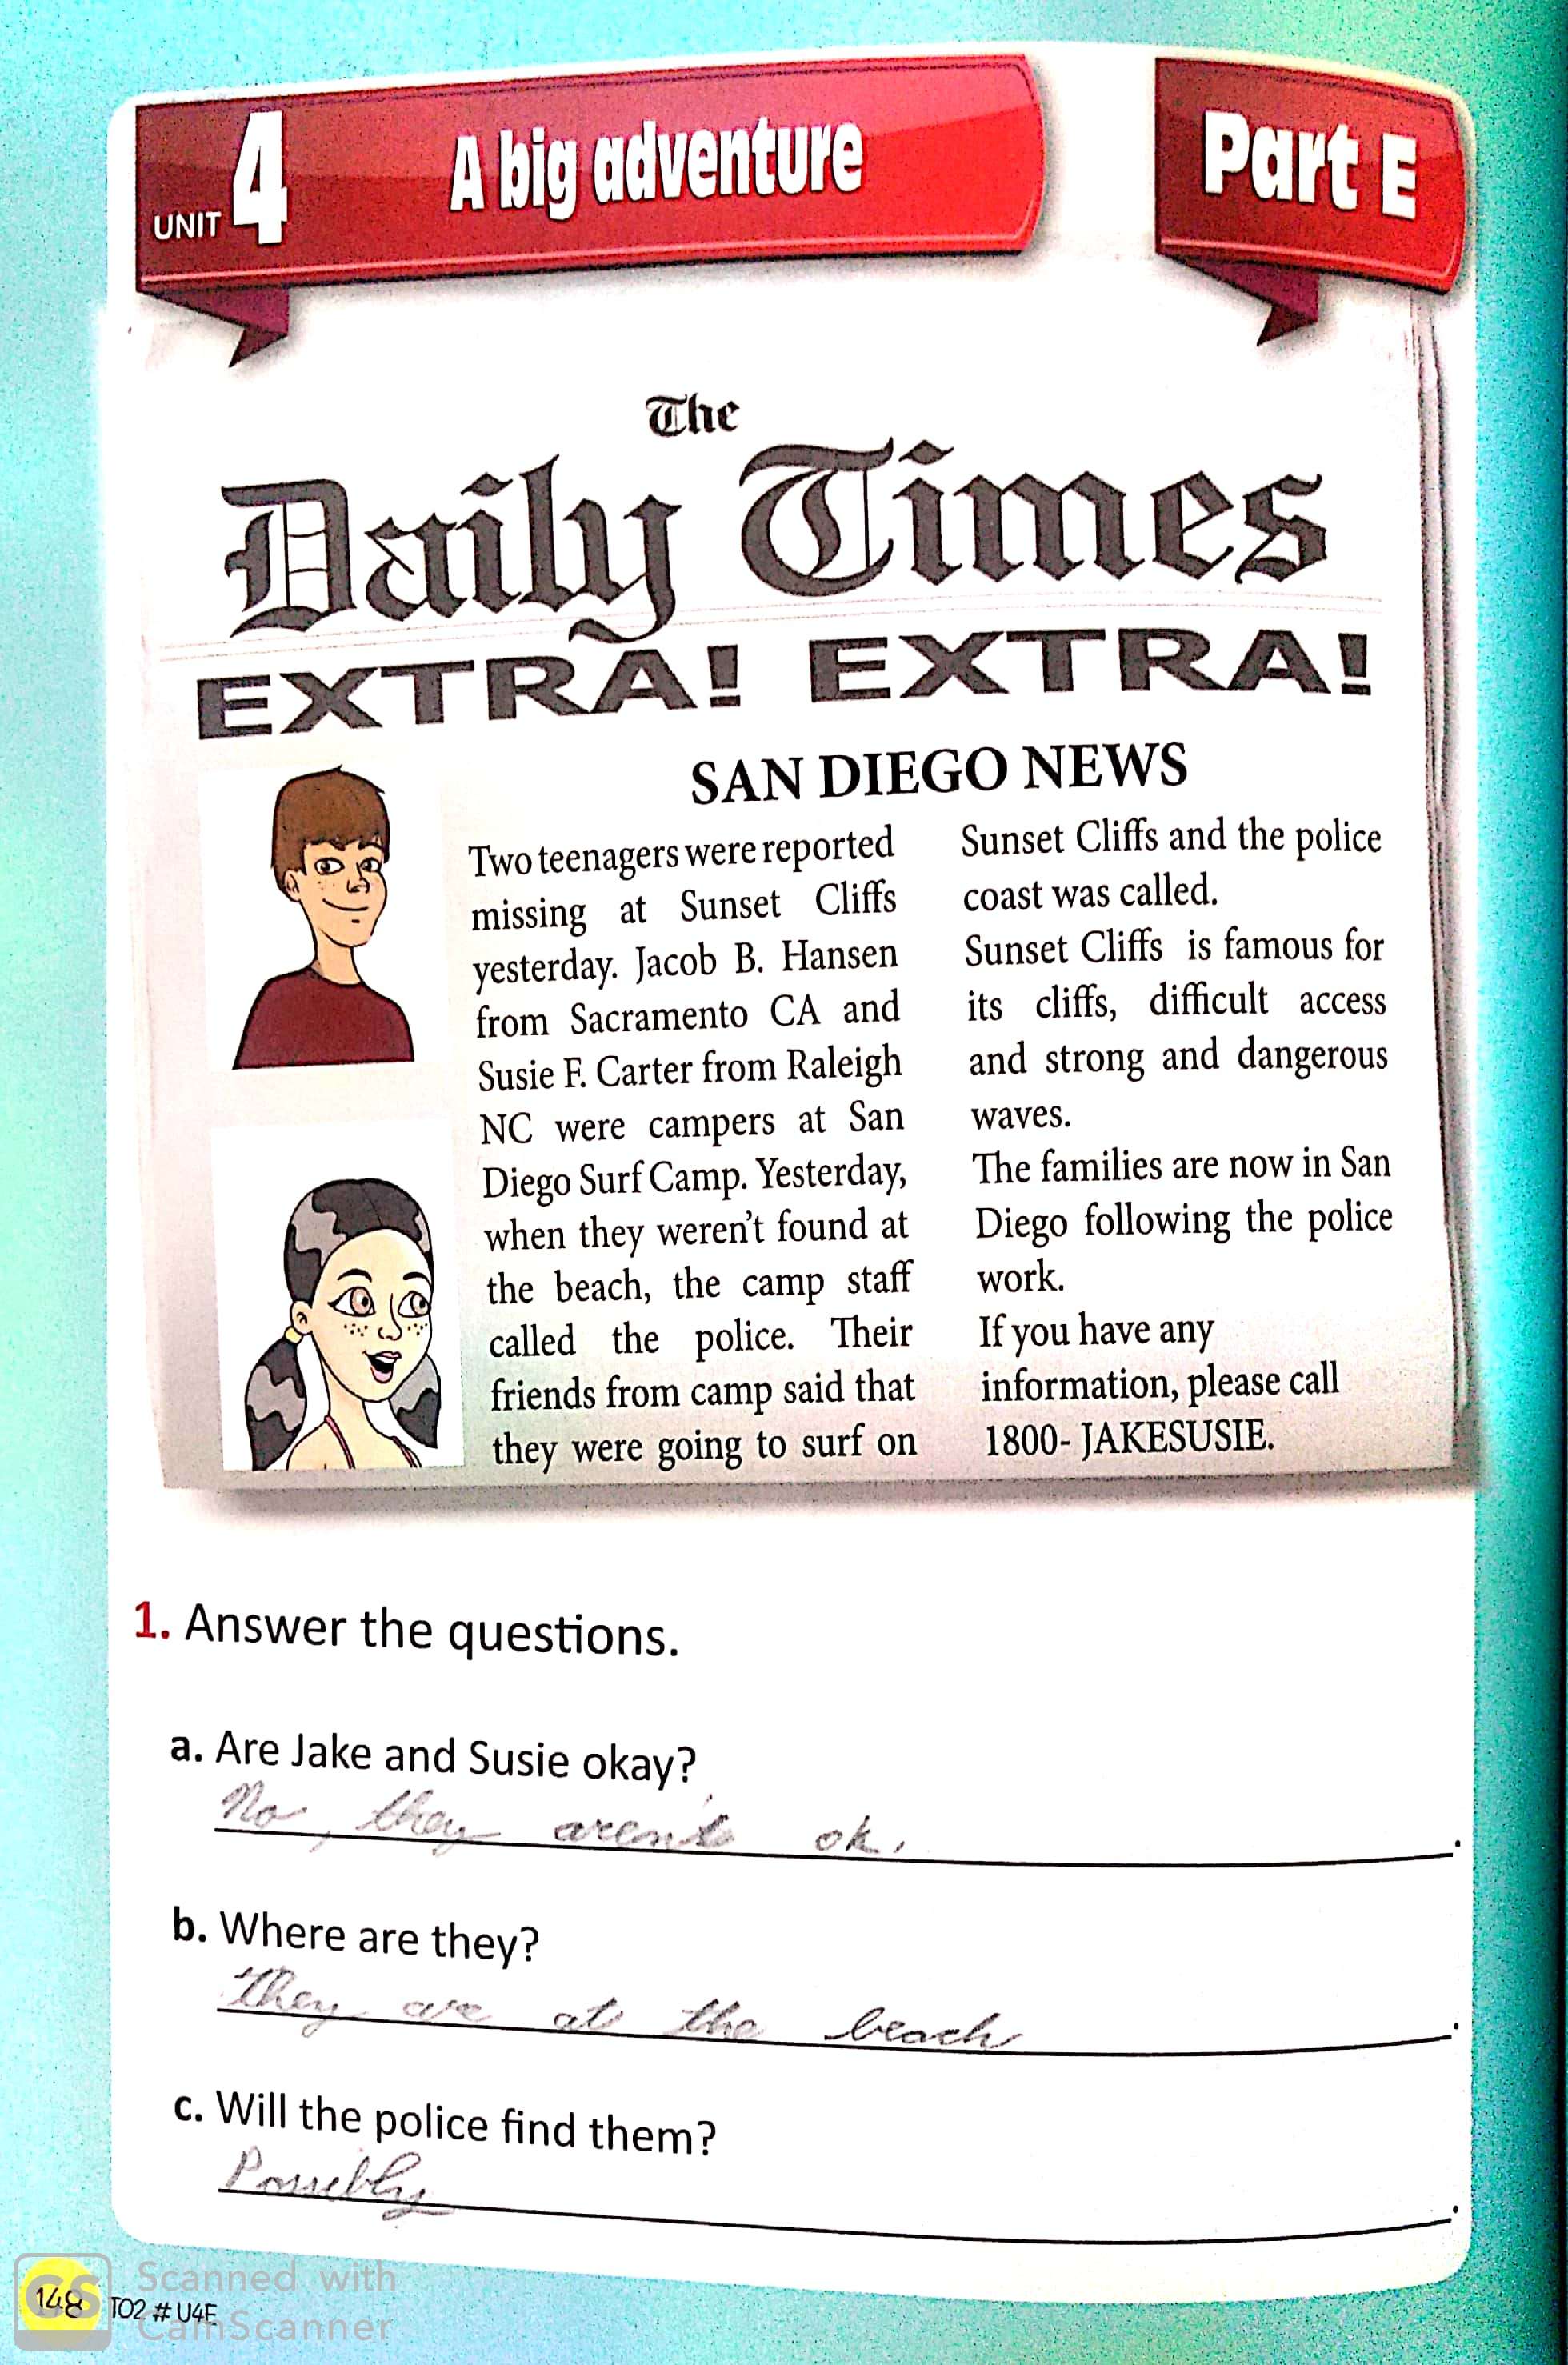 UNIT 4 A big adventure Part E
The
Daily Times
EXTRA! EXTRA!
SAN DIEGO NEWS
Two teenagers were reported
missing at Sunset Cliffs
yesterday. Jacob B. Hansen
from Sacramento CA and
Susie F. Carter from Raleigh
NC were campers at San
Diego Surf Camp. Yesterday,
when they weren't found at
the beach, the camp staff
called the police. Their
friends from camp said that
they were going to surf on
Sunset Cliffs and the police
coast was called.
Sunset Cliffs is famous for
its cliffs, difficult access
and strong and dangerous
waves.
The families are now in San
Diego following the police
work.
If you have any
information, please call
1800- JAKESUSIE.
1. Answer the questions.
a. Are Jake and Susie okay?
No, they aren't ok.
b. Where are they?
They are at the beach.
c. Will the police find them?
Possibly.
148 TO2 # U4E
CS Scanned with
CamScanner